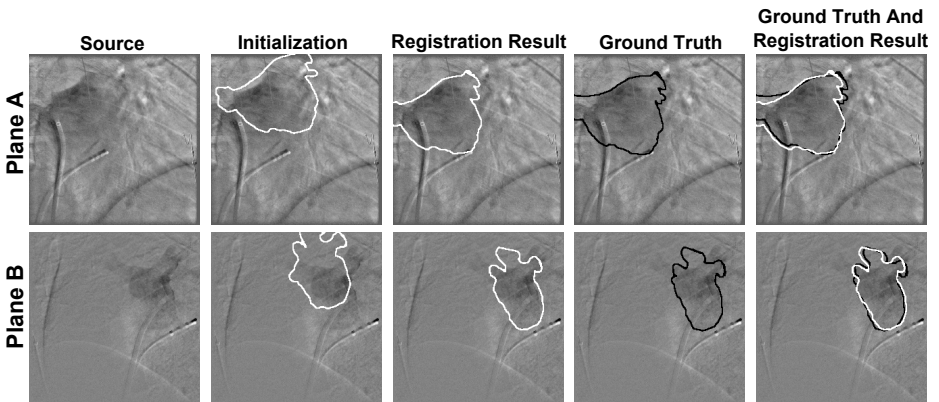 Source
Initialization
Registration Result
Ground Truth
Ground Truth And
Registration Result
Plane A
Plane B